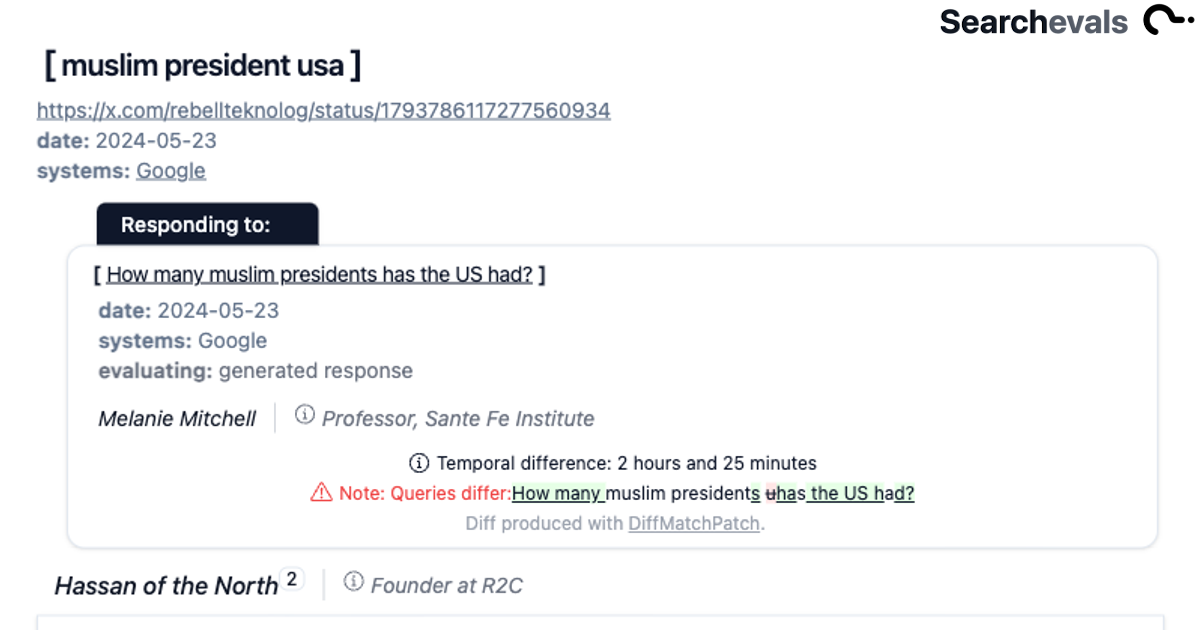 Searchevals
[ muslim president usa ]
https://x.com/rebellteknolog/status/1793786117277560934
date: 2024-05-23
systems: Google
Responding to:
[ How many muslim presidents has the US had? ]
date: 2024-05-23
systems: Google
evaluating: generated response
Melanie Mitchell Professor, Sante Fe Institute
Temporal difference: 2 hours and 25 minutes
Note: Queries differ:How many muslim presidents uhas the US had?
Diff produced with DiffMatchPatch.
Hassan of the North 2 Founder at R2C